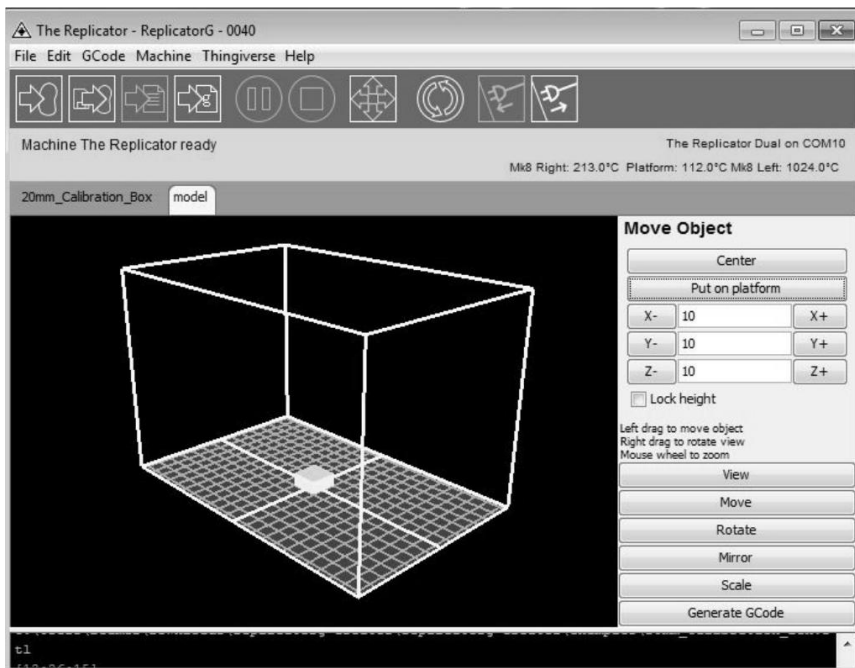 The Replicator - ReplicatorG - 0040
File Edit GCode Machine Thingiverse Help
Machine The Replicator ready
The Replicator Dual on COM10
Mk8 Right: 213.0°C Platform: 112.0°C Mk8 Left: 1024.0°C
20mm_Calibration_Box model
Move Object
Center
Put on platform
X- 10 X+
Y- 10 Y+
Z- 10 Z+
Lock height
Left drag to move object
Right drag to rotate view
Mouse wheel to zoom
View
Move
Rotate
Mirror
Scale
Generate GCode
tl